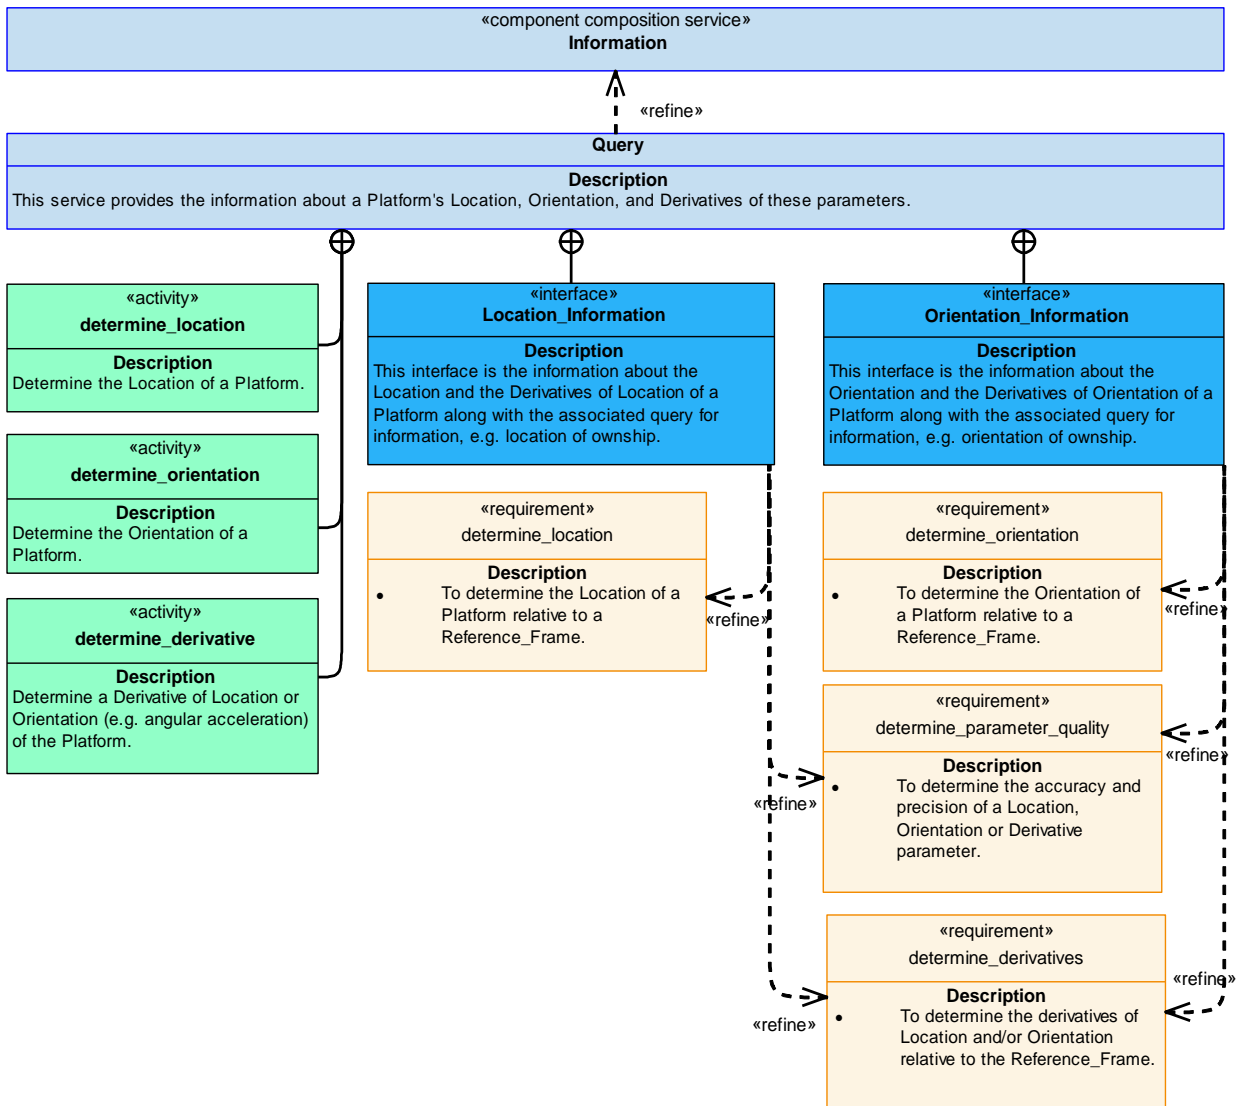 «component composition service»
Information
«refine»
Query
Description
This service provides the information about a Platform's Location, Orientation, and Derivatives of these parameters.
«activity»
determine_location
Description
Determine the Location of a Platform.
«activity»
determine_orientation
Description
Determine the Orientation of a
Platform.
«activity»
determine_derivative
Description
Determine a Derivative of Location or
Orientation (e.g. angular acceleration)
of the Platform.
«interface»
Location_Information
Description
This interface is the information about the
Location and the Derivatives of Location of a
Platform along with the associated query for
information, e.g. location of ownship.
«interface»
Orientation_Information
Description
This interface is the information about the
Orientation and the Derivatives of Orientation of a
Platform along with the associated query for
information, e.g. orientation of ownship.
«requirement»
determine_location
Description
• To determine the Location of a
Platform relative to a
Reference_Frame.
«refine»
«requirement»
determine_orientation
Description
• To determine the Orientation of
a Platform relative to a
Reference_Frame.
«refine»
«requirement»
determine_parameter_quality
Description
• To determine the accuracy and
precision of a Location,
Orientation or Derivative
parameter.
«refine»
«refine»
«requirement»
determine_derivatives
Description
• To determine the derivatives of
Location and/or Orientation
relative to the Reference_Frame.
«refine»
«refine»